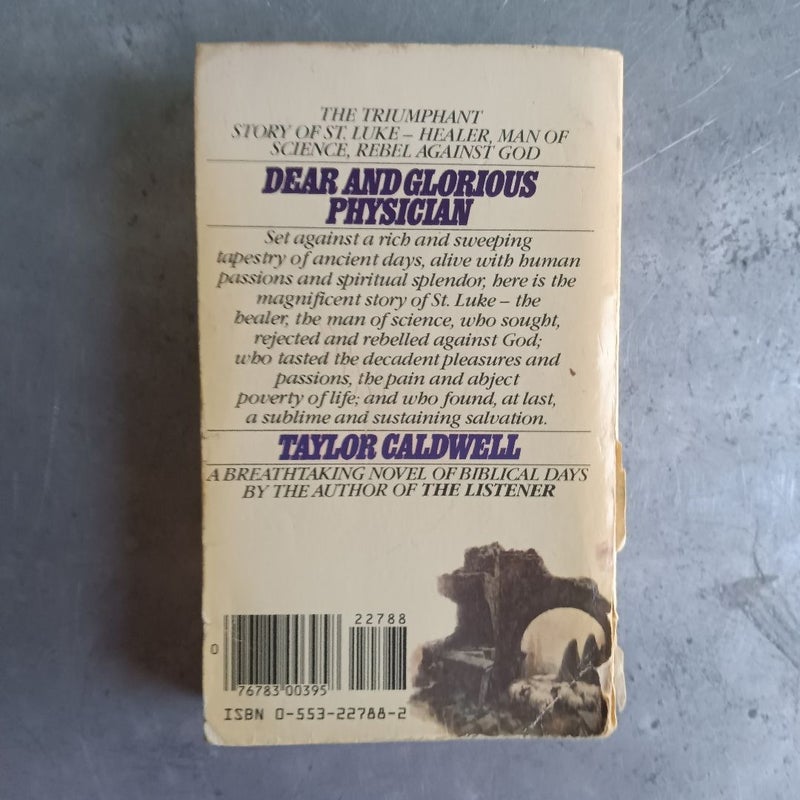 THE TRIUMPHANT
STORY OF ST. LUKE – HEALER, MAN OF
SCIENCE, REBEL AGAINST GOD
DEAR AND GLORIOUS
PHYSICIAN
Set against a rich and sweeping
tapestry of ancient days, alive with human
passions and spiritual splendor, here is the
magnificent story of St. Luke – the
healer, the man of science, who sought,
rejected and rebelled against God;
who tasted the decadent pleasures and
passions, the pain and abject
poverty of life; and who found, at last,
a sublime and sustaining salvation.
TAYLOR CALDWELL
A BREATHTAKING NOVEL OF BIBLICAL DAYS
BY THE AUTHOR OF THE LISTENER
22788
0
76783 00395
ISBN 0-553-22788-2